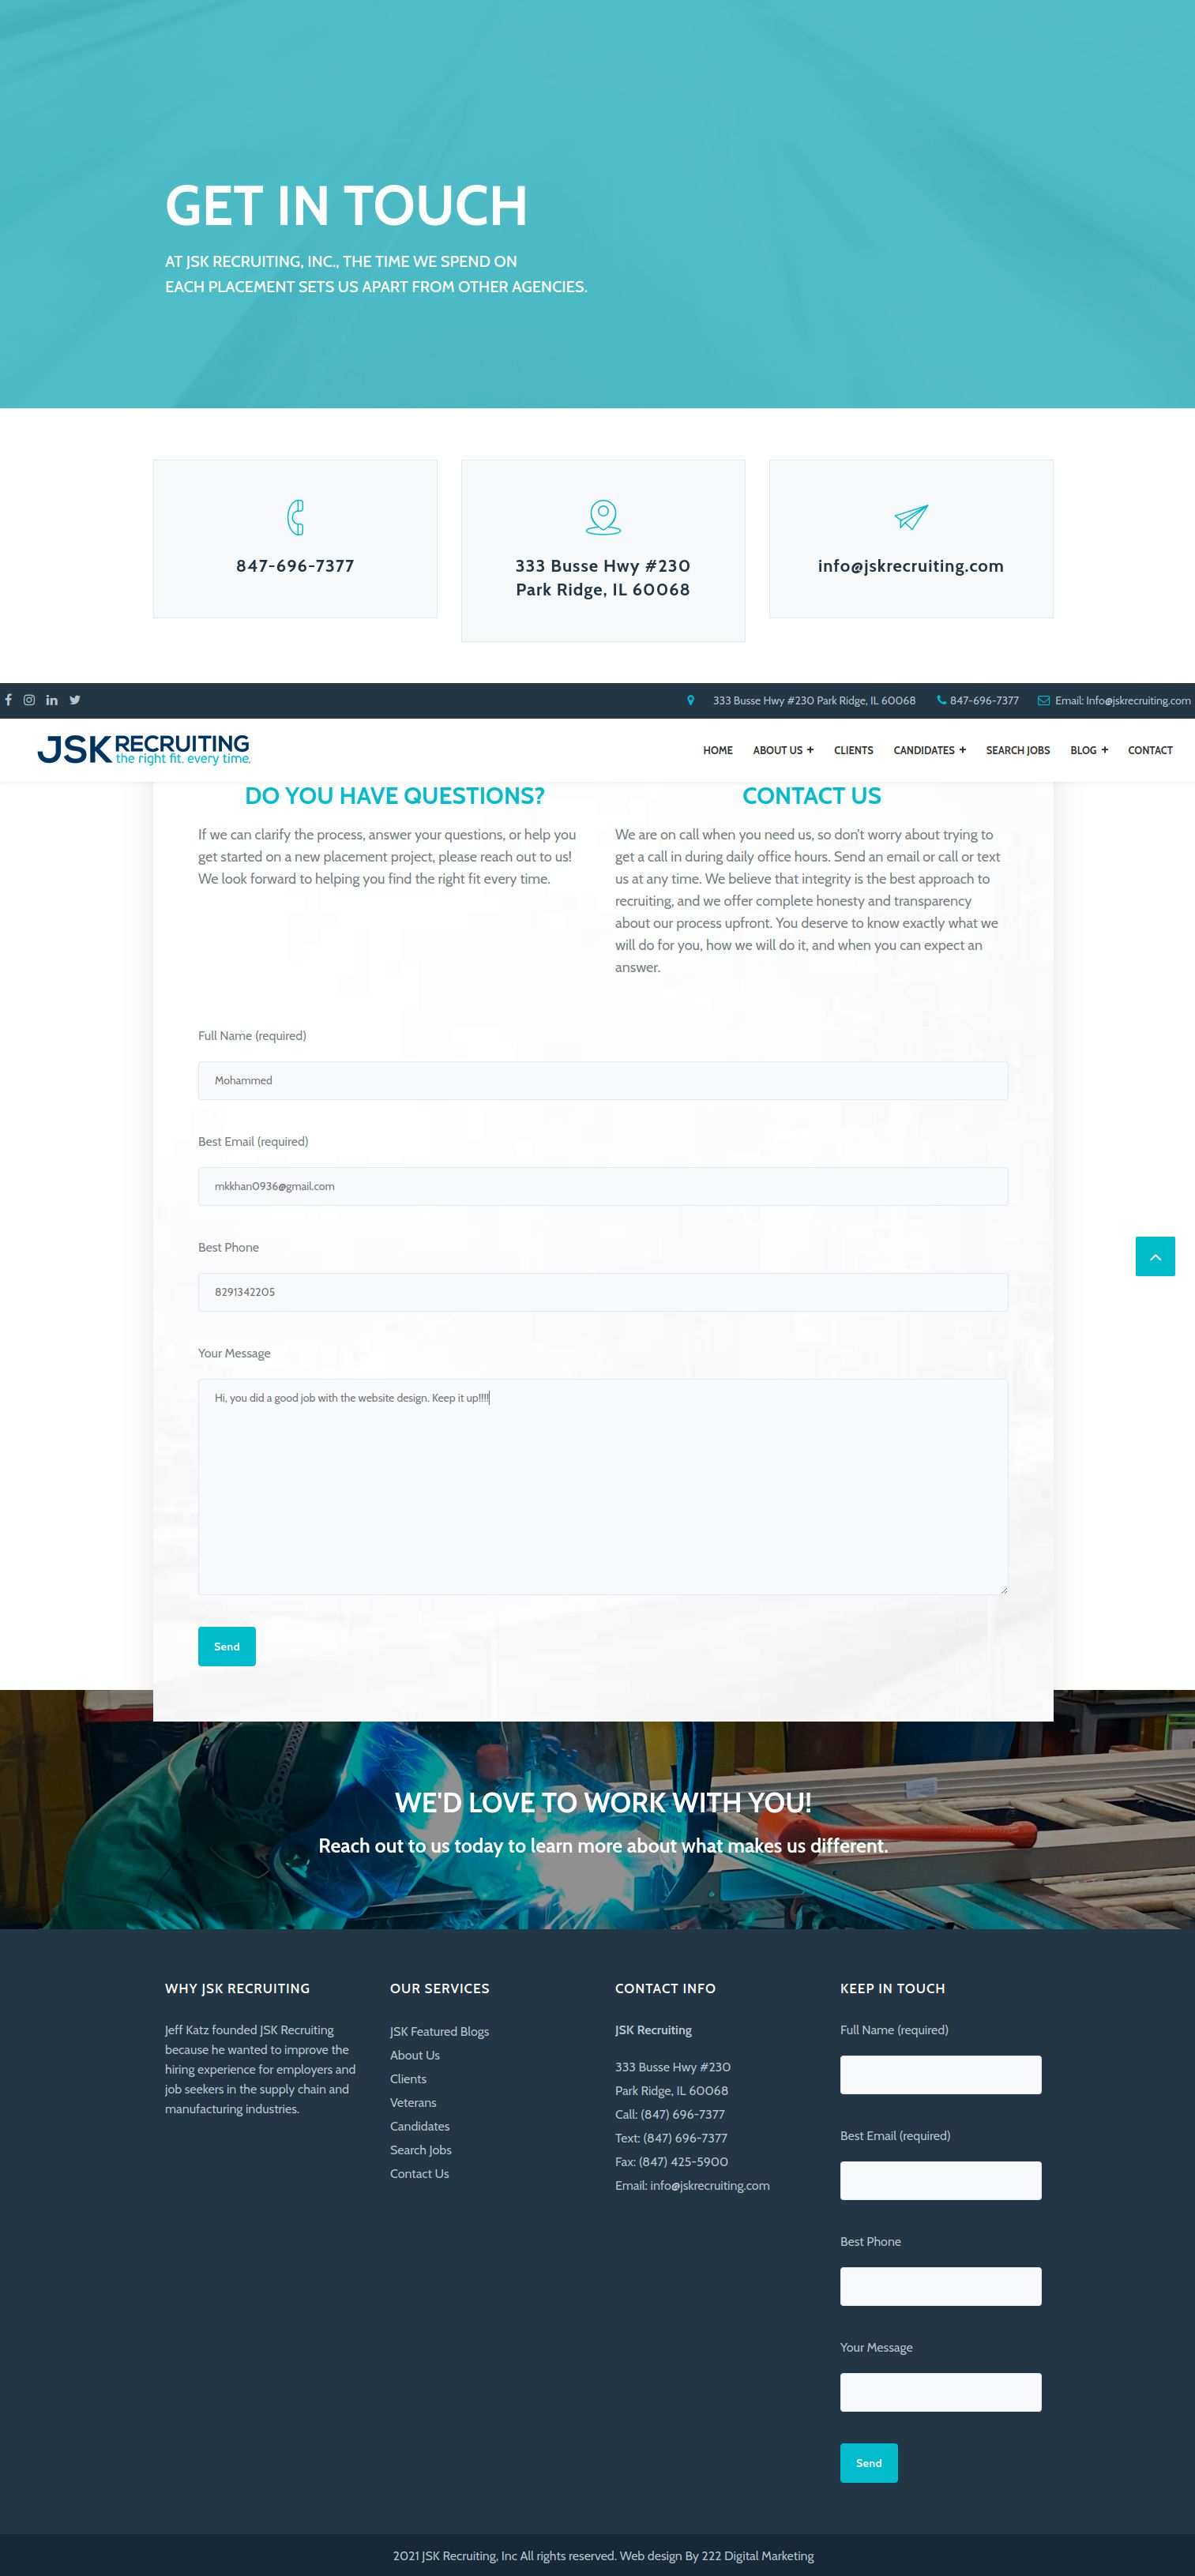 GET IN TOUCH
AT JSK RECRUITING, INC., THE TIME WE SPEND ON
EACH PLACEMENT SETS US APART FROM OTHER AGENCIES.
847-696-7377
333 Busse Hwy #230
Park Ridge, IL 60068
info@jskrecruiting.com
333 Busse Hwy #230 Park Ridge, IL 60068 847-696-7377 Email: Info@jskrecruiting.com
JSK RECRUITING
the right fit. every time.
HOME ABOUT US + CLIENTS CANDIDATES + SEARCH JOBS BLOG + CONTACT
DO YOU HAVE QUESTIONS?
If we can clarify the process, answer your questions, or help you
get started on a new placement project, please reach out to us!
We look forward to helping you find the right fit every time.
CONTACT US
We are on call when you need us, so don't worry about trying to
get a call in during daily office hours. Send an email or call or text
us at any time. We believe that integrity is the best approach to
recruiting, and we offer complete honesty and transparency
about our process upfront. You deserve to know exactly what we
will do for you, how we will do it, and when you can expect an
answer.
Full Name (required)
Mohammed
Best Email (required)
mkkhan0936@gmail.com
Best Phone
8291342205
Your Message
Hi, you did a good job with the website design. Keep it up!!!!
Send
WE'D LOVE TO WORK WITH YOU!
Reach out to us today to learn more about what makes us different.
WHY JSK RECRUITING
Jeff Katz founded JSK Recruiting
because he wanted to improve the
hiring experience for employers and
job seekers in the supply chain and
manufacturing industries.
OUR SERVICES
JSK Featured Blogs
About Us
Clients
Veterans
Candidates
Search Jobs
Contact Us
CONTACT INFO
JSK Recruiting
333 Busse Hwy #230
Park Ridge, IL 60068
Call: (847) 696-7377
Text: (847) 696-7377
Fax: (847) 425-5900
Email: info@jskrecruiting.com
KEEP IN TOUCH
Full Name (required)
Best Email (required)
Best Phone
Your Message
Send
2021 JSK Recruiting, Inc All rights reserved. Web design By 222 Digital Marketing